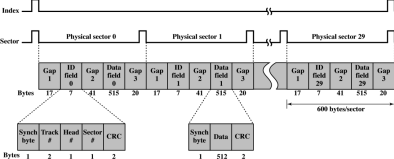 Index
Sector
Physical sector 0 Physical sector 1 Physical sector 29
Gap 1 ID field 0 Gap 2 Data field 0 Gap 3 Gap 1 ID field 1 Gap 2 Data field 1 Gap 3 Gap 1 ID field 29 Gap 2 Data field 29 Gap 3
Bytes 17 7 41 515 20 17 7 41 515 20 17 7 41 515 20
600 bytes/sector
Synch byte Track # Head # Sector # CRC Synch byte Data CRC
Bytes 1 2 1 1 2 1 512 2